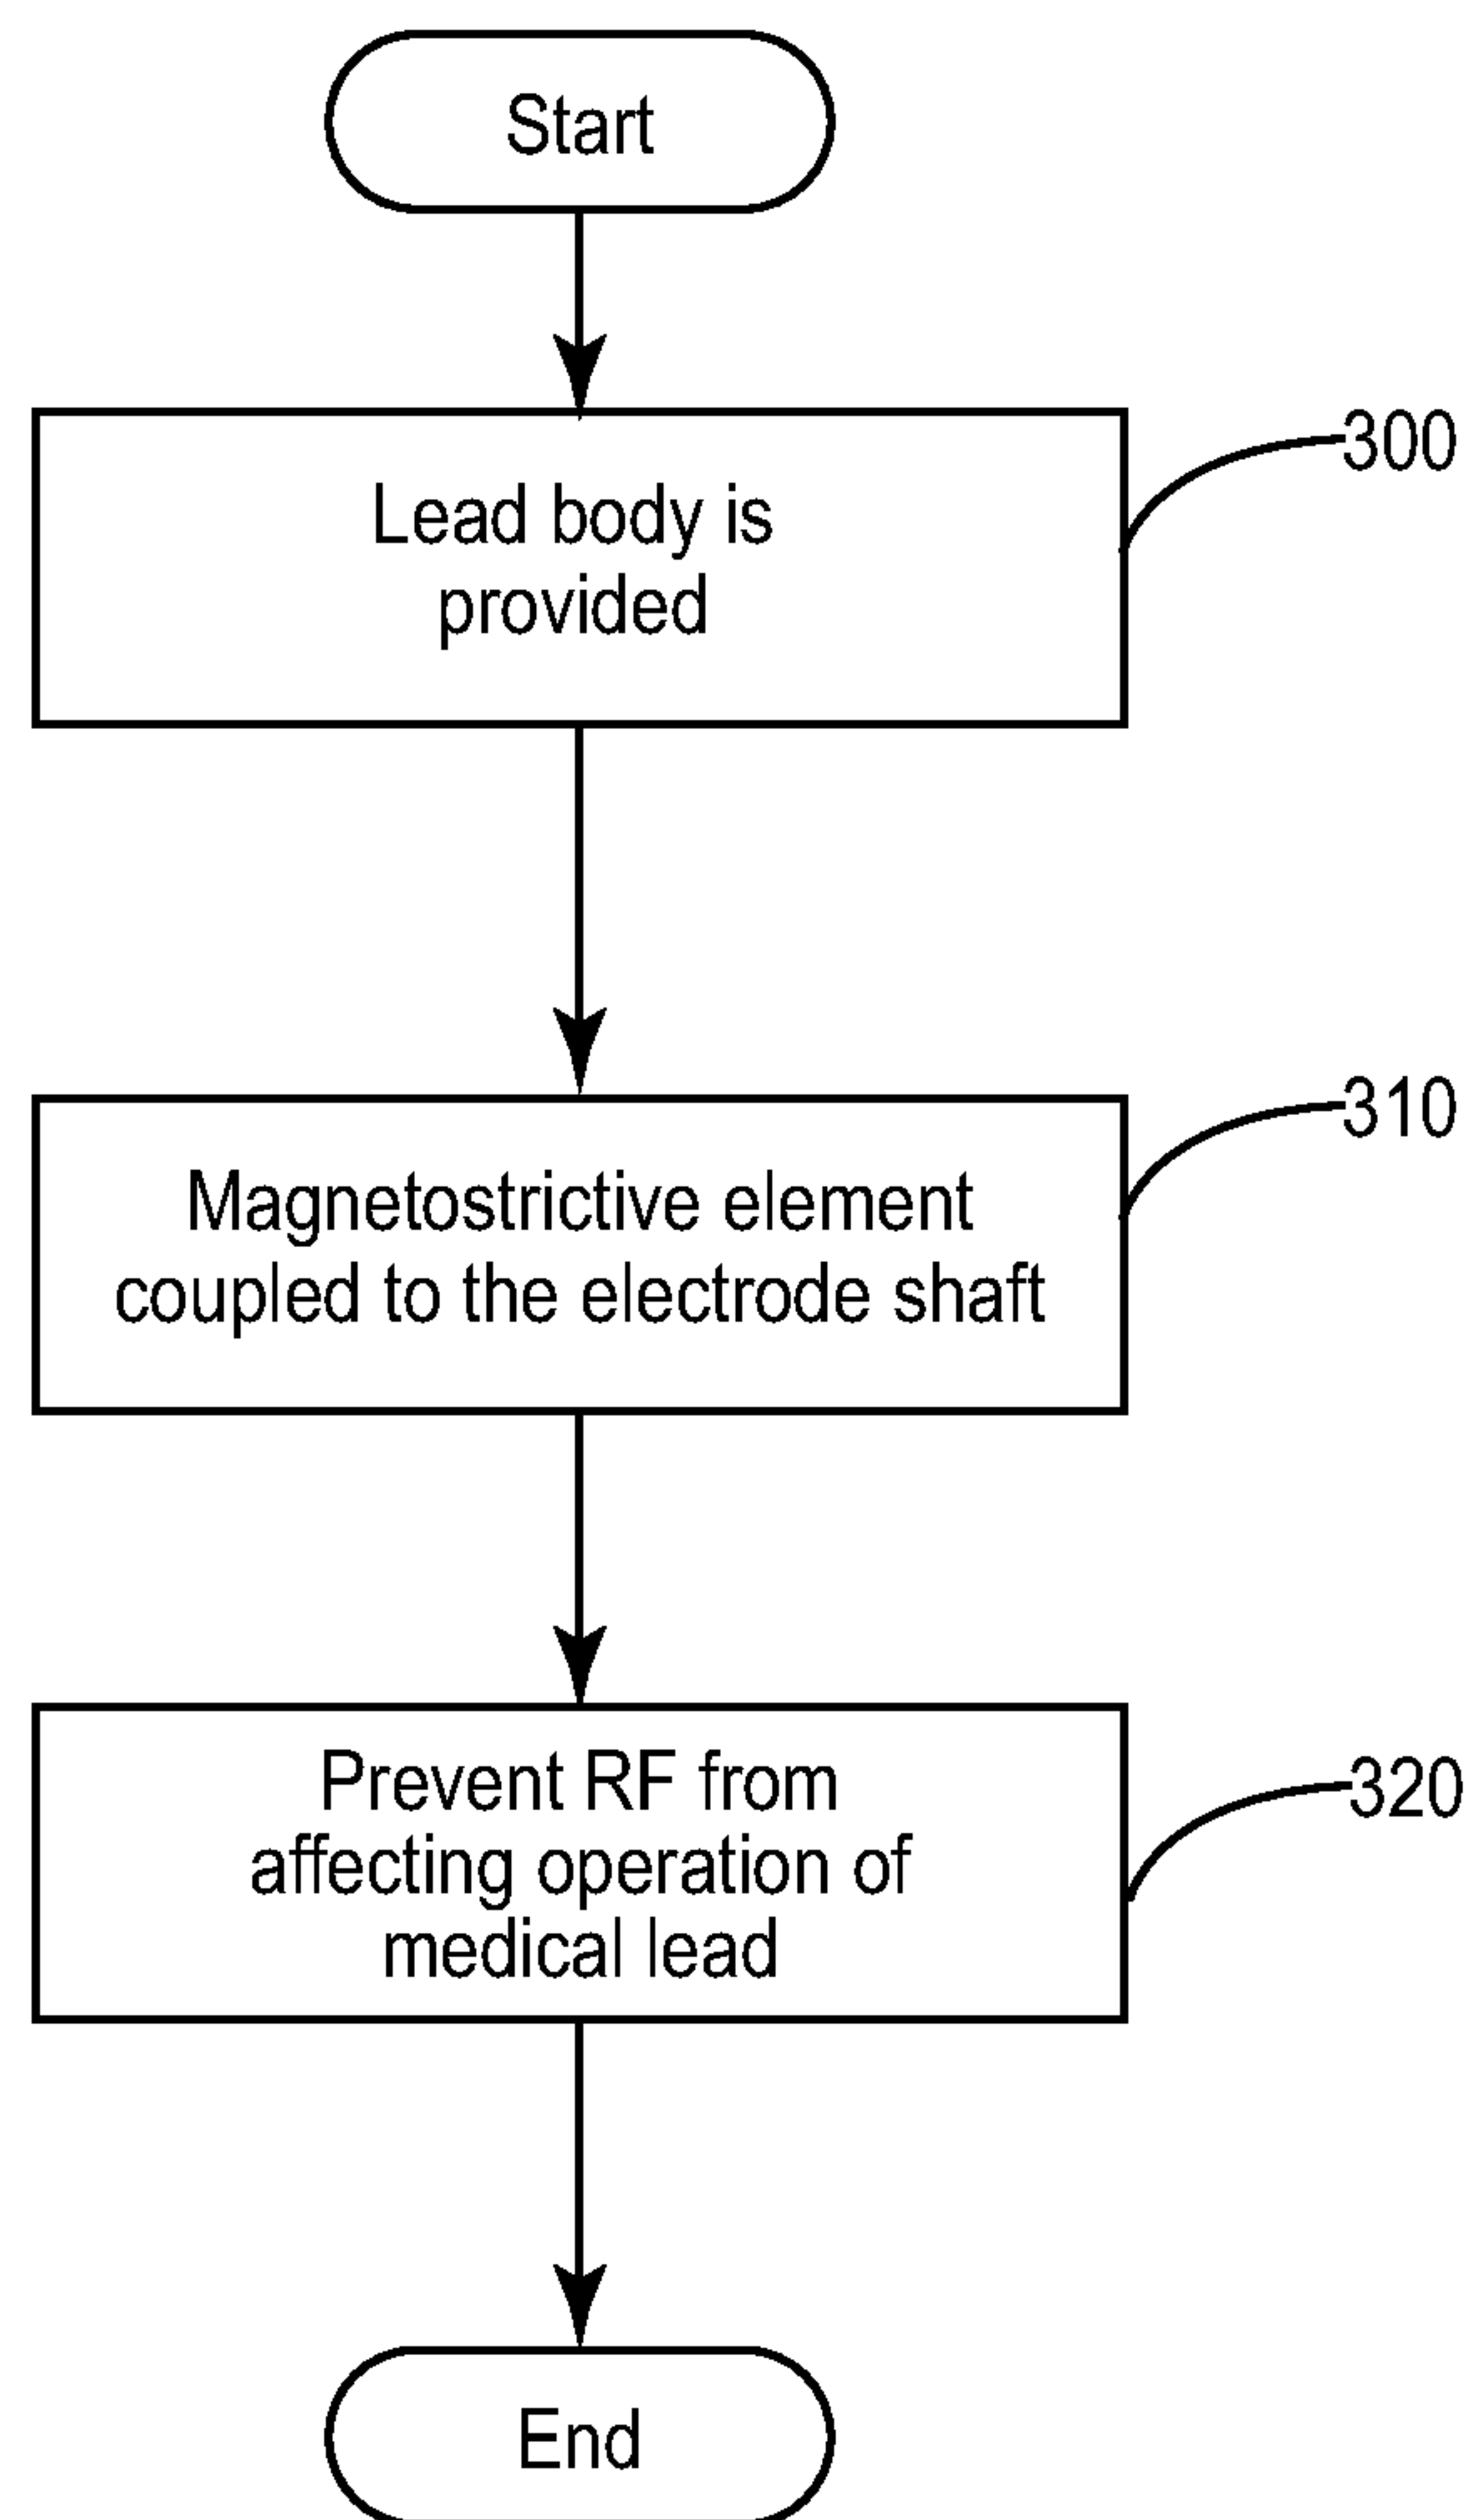 Start
300
Lead body is
provided
310
Magnetostrictive element
coupled to the electrode shaft
320
Prevent RF from
affecting operation of
medical lead
End